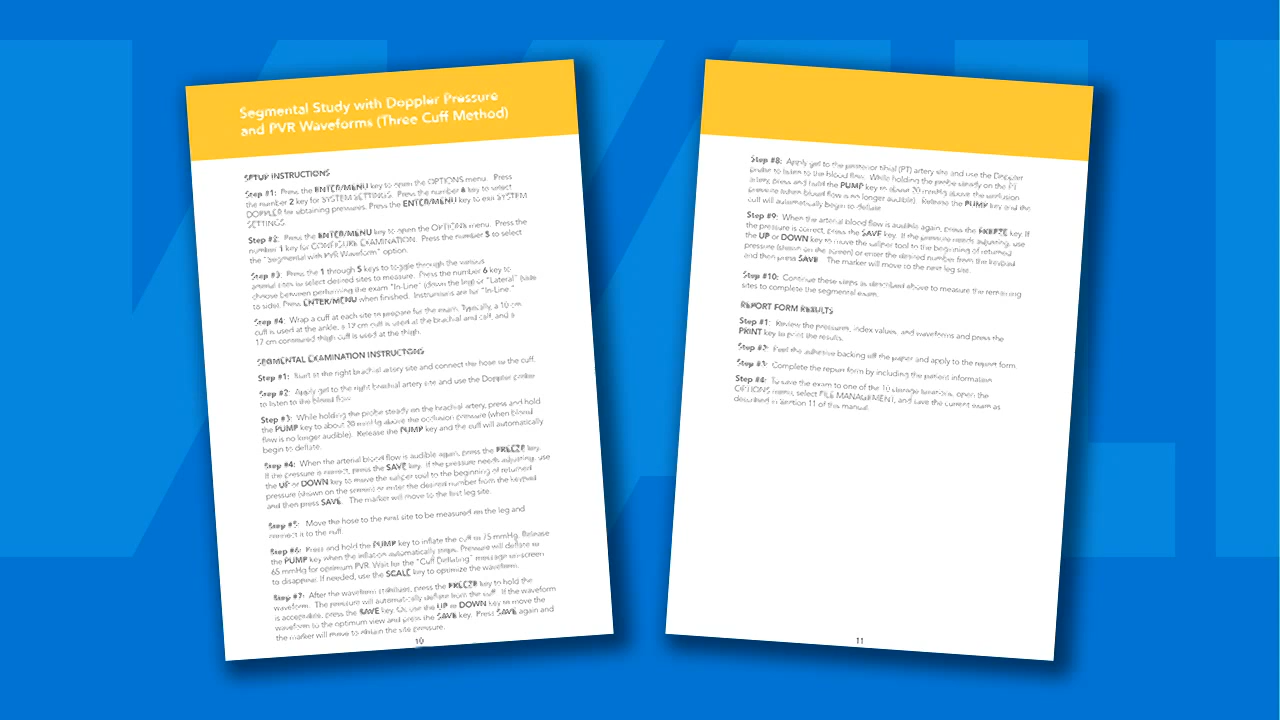 Segmental Study with Doppler Pressure
and PVR Waveforms (Three Cuff Method)
SETUP INSTRUCTIONS
Step #1: Press the ENTER/MENU key to open the OPTIONS menu. Press
the number 2 key for SYSTEM SETTINGS. Press the number 8 key to select
DOPPLER for obtaining pressures. Press the ENTER/MENU key to exit SYSTEM
SETTINGS.
Step #2: Press the ENTER/MENU key to open the OPTIONS menu. Press the
number 1 key for CONFIGURE EXAMINATION. Press the number 5 to select
the "Segmental with PVR Waveform" option.
Step #3: Press the 1 through 5 keys to toggle through the various
arterial sites to select desired sites to measure. Press the number 6 key to
choose between performing the exam "In-Line" (down the leg) or "Lateral" (side
to side). Press ENTER/MENU when finished. Instructions are for "In-Line."
Step #4: Wrap a cuff at each site to prepare for the exam. Typically, a 10 cm
cuff is used at the ankle, a 12 cm cuff is used at the brachial and calf, and a
17 cm contoured thigh cuff is used at the thigh.
SEGMENTAL EXAMINATION INSTRUCTIONS
Step #1: Start at the right brachial artery site and connect the hose to the cuff.
Step #2: Apply gel to the right brachial artery site and use the Doppler probe
to listen to the blood flow.
Step #3: While holding the probe steady on the brachial artery, press and hold
the PUMP key to about 20 mmHg above the occlusion pressure (when blood
flow is no longer audible). Release the PUMP key and the cuff will automatically
begin to deflate.
Step #4: When the arterial blood flow is audible again, press the FREEZE key.
If the pressure is correct, press the SAVE key. If the pressure needs adjusting, use
the UP or DOWN key to move the caliper tool to the beginning of returned
pressure (shown on the screen) or enter the desired number from the keypad
and then press SAVE. The marker will move to the first leg site.
Step #5: Move the hose to the next site to be measured on the leg and
connect it to the cuff.
Step #6: Press and hold the PUMP key to inflate the cuff to 75 mmHg. Release
the PUMP key when the inflation automatically stops. Pressure will deflate to
65 mmHg for optimum PVR. Wait for the "Cuff Deflating" message on-screen
to disappear. If needed, use the SCALE key to optimize the waveform.
Step #7: After the waveform stabilizes, press the FREEZE key to hold the
waveform. The pressure will automatically deflate from the cuff. If the waveform
is acceptable, press the SAVE key. Or, use the UP or DOWN key to move the
waveform to the optimum view and press the SAVE key. Press SAVE again and
the marker will move to obtain the site pressure.
10
Step #8: Apply gel to the posterior tibial (PT) artery site and use the Doppler
probe to listen to the blood flow. While holding the probe steady on the PT
artery, press and hold the PUMP key to about 20 mmHg above the occlusion
pressure (when blood flow is no longer audible). Release the PUMP key and the
cuff will automatically begin to deflate.
Step #9: When the arterial blood flow is audible again, press the FREEZE key. If
the pressure is correct, press the SAVE key. If the pressure needs adjusting, use
the UP or DOWN key to move the caliper tool to the beginning of returned
pressure (shown on the screen) or enter the desired number from the keypad
and then press SAVE. The marker will move to the next leg site.
Step #10: Continue these steps as described above to measure the remaining
sites to complete the segmental exam.
REPORT FORM RESULTS
Step #1: Review the pressures, index values, and waveforms and press the
PRINT key to print the results.
Step #2: Peel the adhesive backing off the paper and apply to the report form.
Step #3: Complete the report form by including the patient information.
Step #4: To save the exam to one of the 10 storage locations, open the
OPTIONS menu, select FILE MANAGEMENT, and save the current exam as
described in Section 11 of this manual.
11